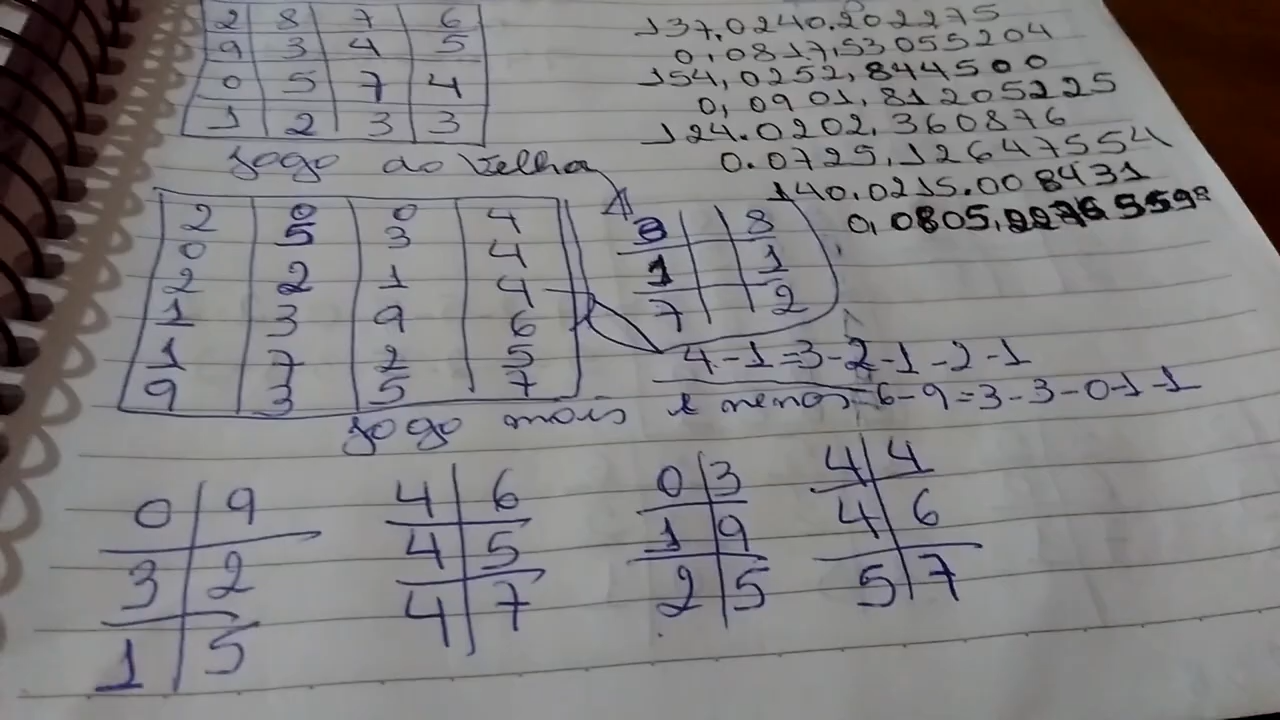 2 8 7 6
9 3 4 5
0 5 7 4
1 2 3 3
137.0240.202275
0.0817,53055204
154,0252,844500
0,0901,81205225
124.0202.360876
0.0725,12647554
140.0215.008431
0,0805,
Jogo da Velha
2 0 0 4
0 5 3 4
2 2 1 4
1 3 9 6
1 7 2 5
9 3 5 7
8
1 1
7 2
4-1=3-2-1-2-1
Jogo mais e menos 6-9=3-3-0-1-1
0 9
3 2
1 5
4 6
4 5
4 7
0 3
1 9
2 5
4 4
4 6
5 7